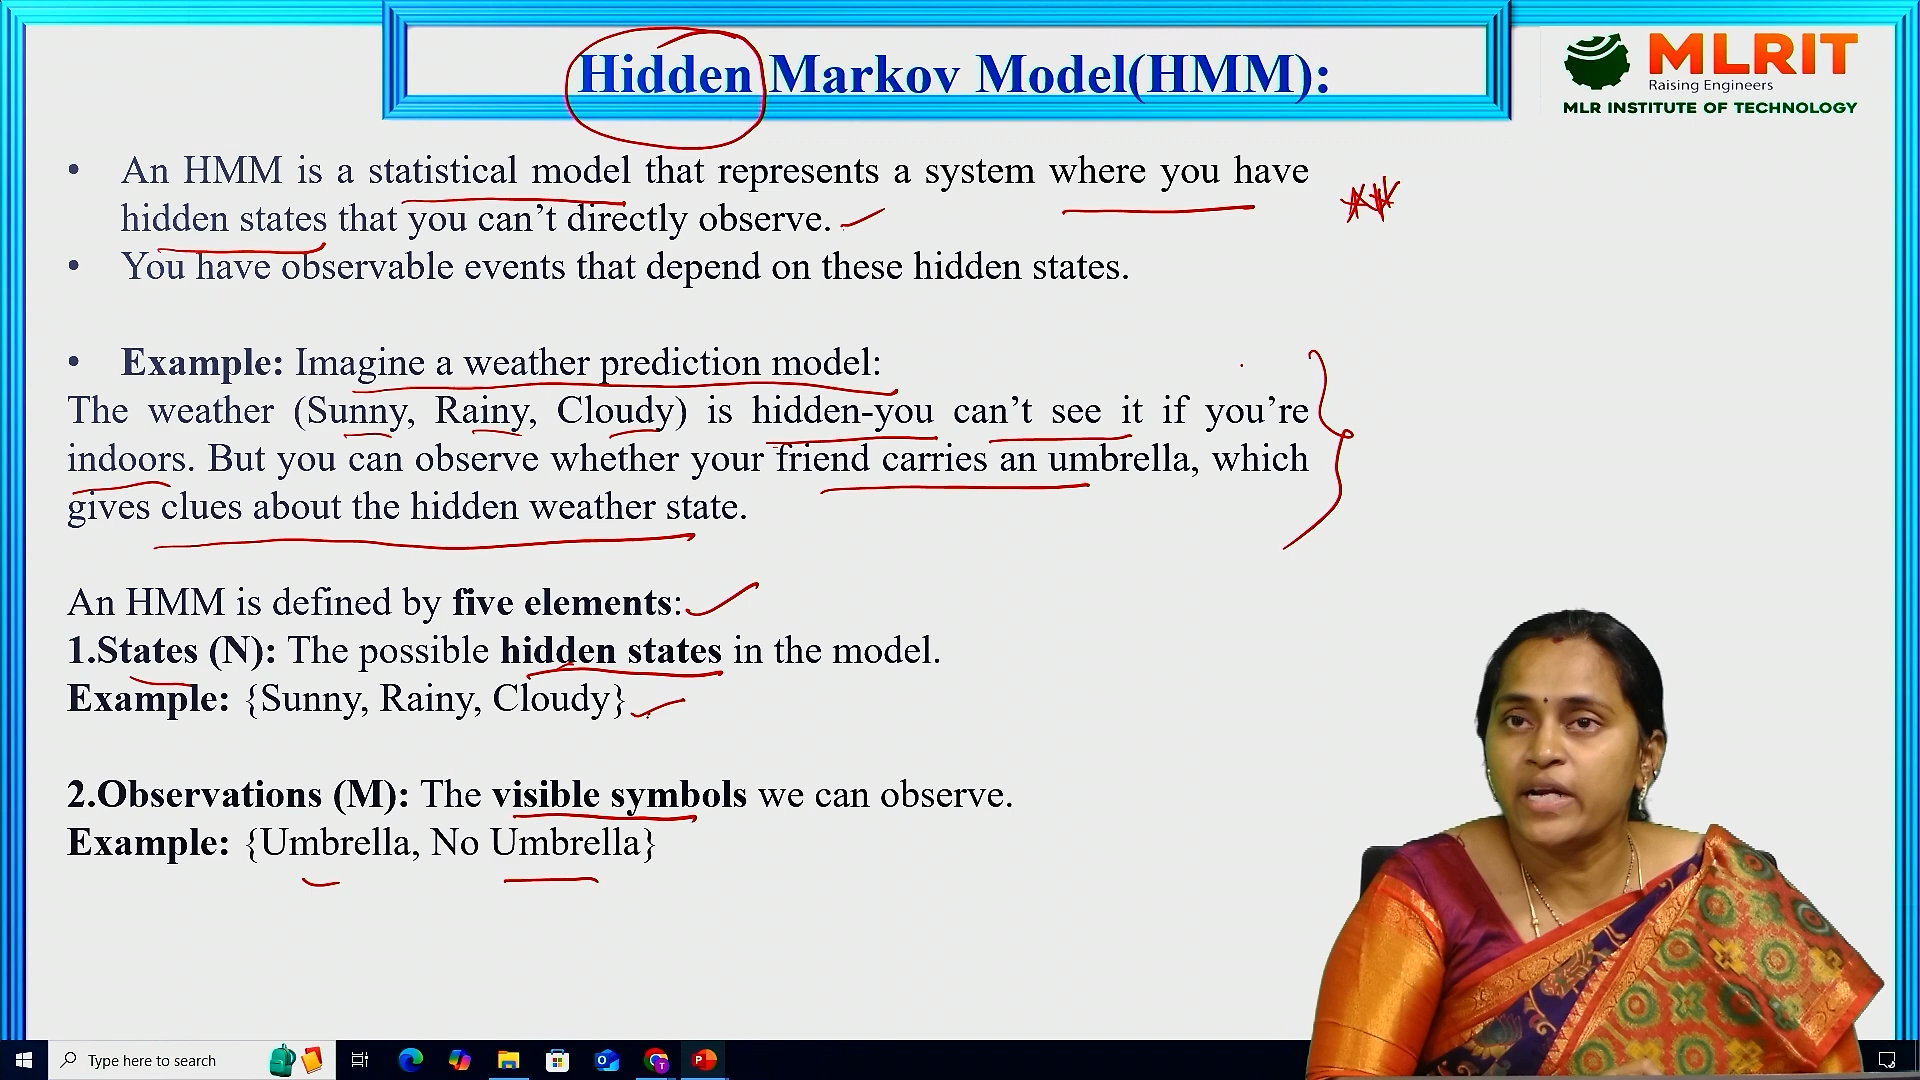 Hidden Markov Model(HMM):
MLRIT
Raising Engineers
MLR INSTITUTE OF TECHNOLOGY
• An HMM is a statistical model that represents a system where you have
hidden states that you can’t directly observe.
• You have observable events that depend on these hidden states.
• Example: Imagine a weather prediction model:
The weather (Sunny, Rainy, Cloudy) is hidden-you can’t see it if you’re
indoors. But you can observe whether your friend carries an umbrella, which
gives clues about the hidden weather state.
An HMM is defined by five elements:
1.States (N): The possible hidden states in the model.
Example: {Sunny, Rainy, Cloudy}
2.Observations (M): The visible symbols we can observe.
Example: {Umbrella, No Umbrella}
Type here to search